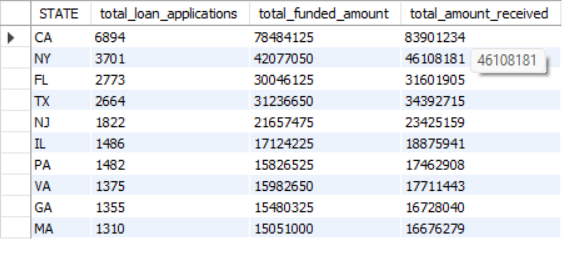 STATE total_loan_applications total_funded_amount total_amount_received
CA 6894 78484125 83901234
NY 3701 42077050 46108181 46108181
FL 2773 30046125 31601905
TX 2664 31236650 34392715
NJ 1822 21657475 23425159
IL 1486 17124225 18875941
PA 1482 15826525 17462908
VA 1375 15982650 17711443
GA 1355 15480325 16728040
MA 1310 15051000 16676279